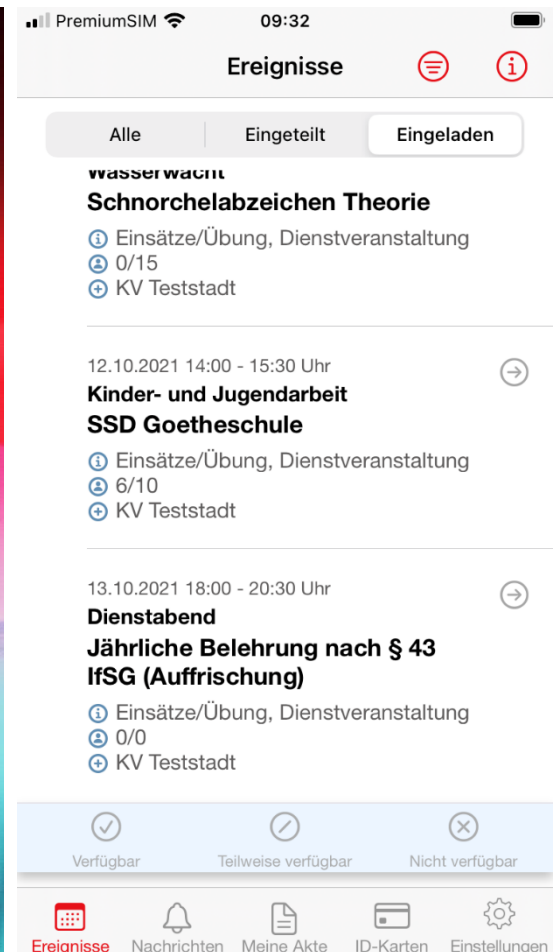 PremiumSIM 09:32
Ereignisse
Alle Eingeteilt Eingeladen
Wasserwacht
Schnorchelabzeichen Theorie
Einsätze/Übung, Dienstveranstaltung
0/15
KV Teststadt
12.10.2021 14:00 - 15:30 Uhr
Kinder- und Jugendarbeit
SSD Goetheschule
Einsätze/Übung, Dienstveranstaltung
6/10
KV Teststadt
13.10.2021 18:00 - 20:30 Uhr
Dienstabend
Jährliche Belehrung nach § 43
IfSG (Auffrischung)
Einsätze/Übung, Dienstveranstaltung
0/0
KV Teststadt
Verfügbar Teilweise verfügbar Nicht verfügbar
Ereignisse Nachrichten Meine Akte ID-Karten Einstellungen